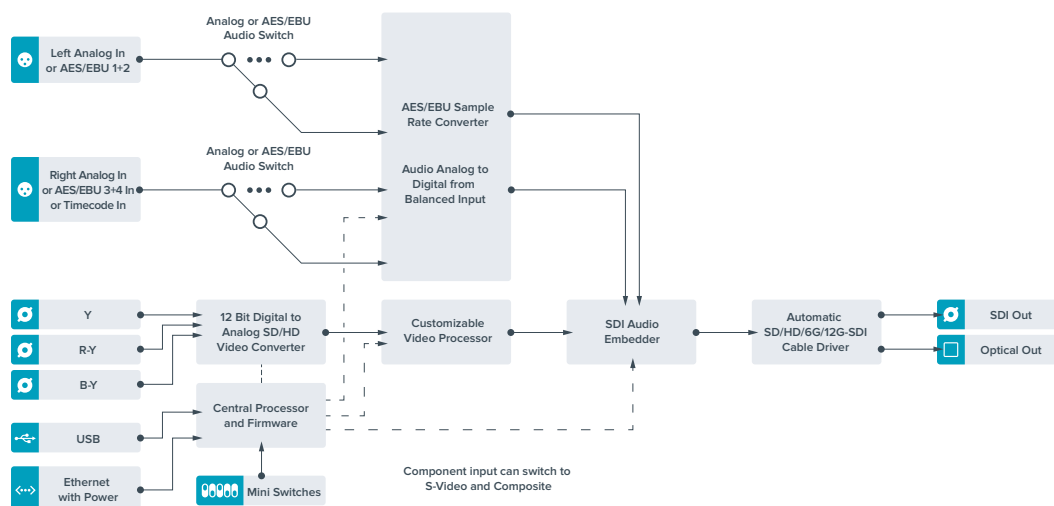 Analog or AES/EBU
Audio Switch
Left Analog In
or AES/EBU 1+2
AES/EBU Sample
Rate Converter
Analog or AES/EBU
Audio Switch
Right Analog In
or AES/EBU 3+4 In
or Timecode In
Audio Analog to
Digital from
Balanced Input
Y
R-Y
B-Y
12 Bit Digital to
Analog SD/HD
Video Converter
Customizable
Video Processor
SDI Audio
Embedder
Automatic
SD/HD/6G/12G-SDI
Cable Driver
SDI Out
Optical Out
Central Processor
and Firmware
USB
Ethernet
with Power
Mini Switches
Component input can switch to
S-Video and Composite